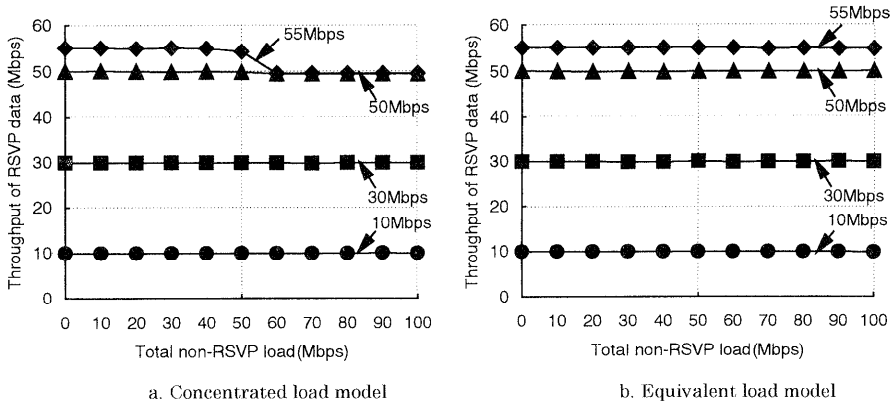 Throughput of RSVP data (Mbps)
60
50
40
30
20
10
0
55Mbps
50Mbps
30Mbps
10Mbps
0 10 20 30 40 50 60 70 80 90 100
Total non-RSVP load(Mbps)
a. Concentrated load model
Throughput of RSVP data (Mbps)
60
50
40
30
20
10
0
55Mbps
50Mbps
30Mbps
10Mbps
0 10 20 30 40 50 60 70 80 90 100
Total non-RSVP load(Mbps)
b. Equivalent load model